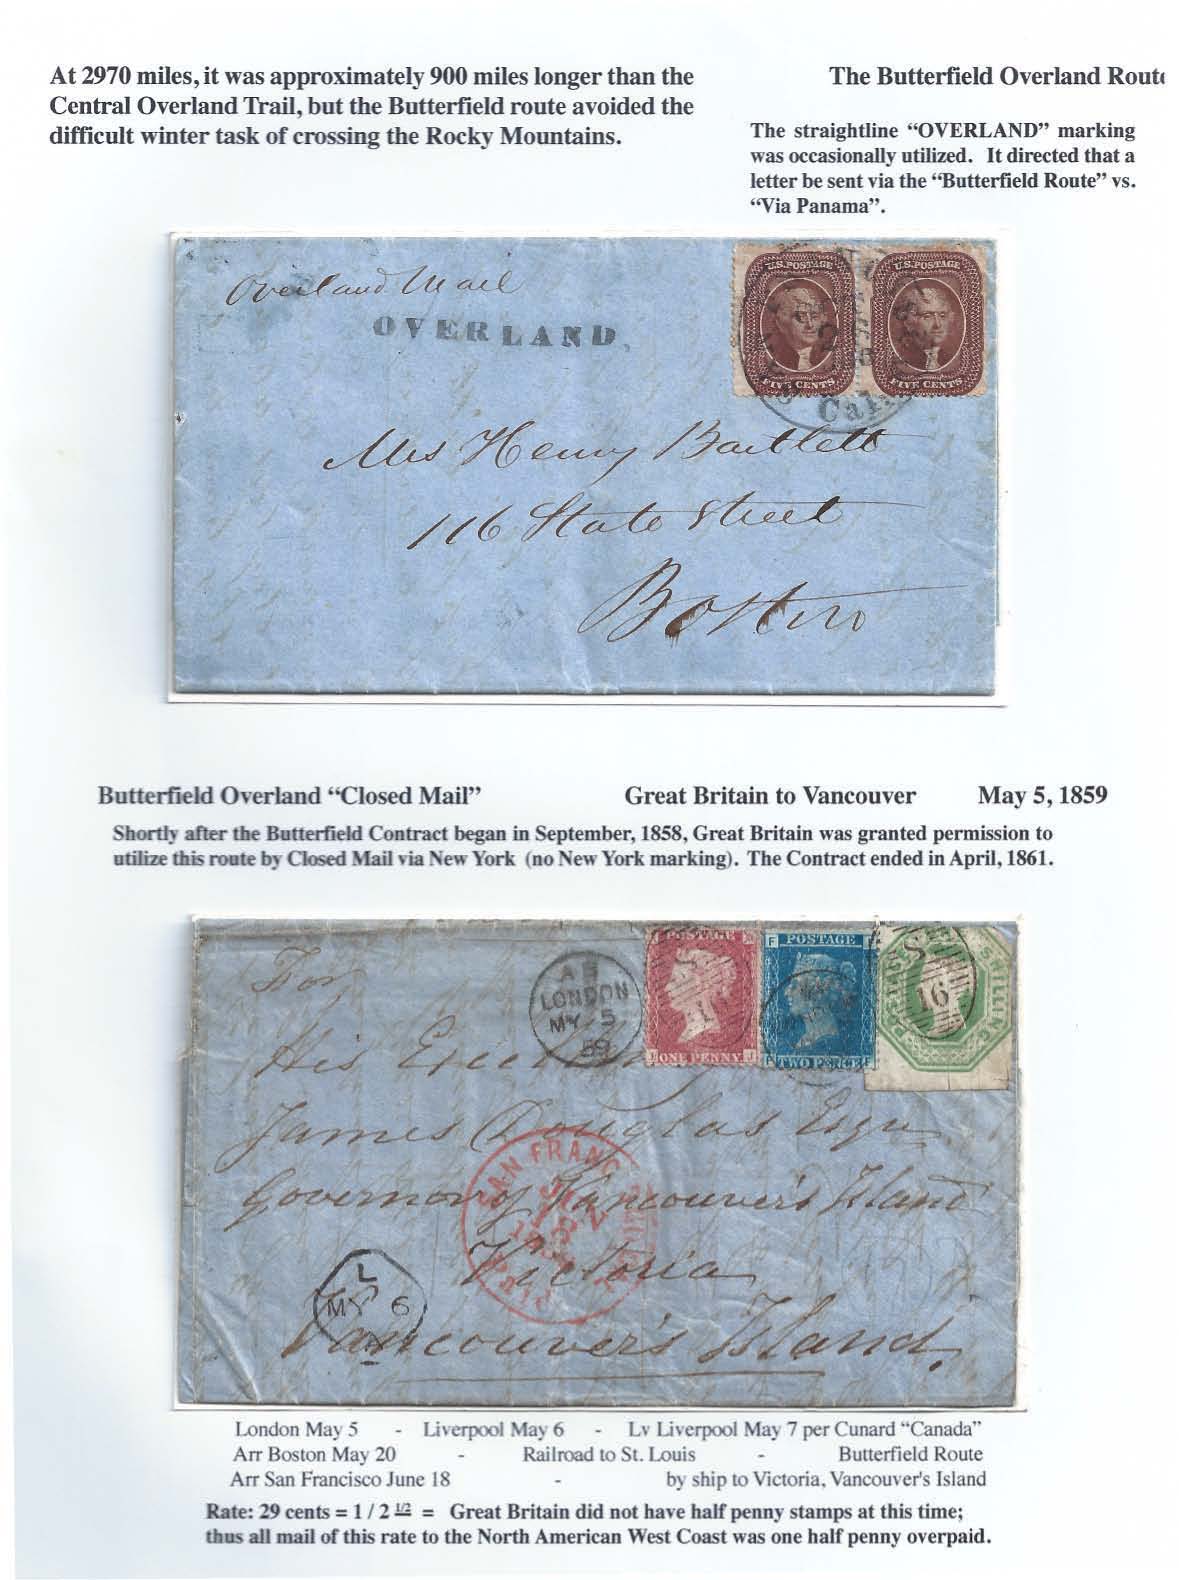 At 2970 miles, it was approximately 900 miles longer than the
Central Overland Trail, but the Butterfield route avoided the
difficult winter task of crossing the Rocky Mountains.
The Butterfield Overland Route
The straightline “OVERLAND” marking
was occasionally utilized. It directed that a
letter be sent via the “Butterfield Route” vs.
“Via Panama”.
Overland Mail
OVERLAND,
U.S. POSTAGE
FIVE CENTS
U.S. POSTAGE
FIVE CENTS
Cal
Mrs Henry Bartlett
116 State Street
Boston
Butterfield Overland “Closed Mail” Great Britain to Vancouver May 5, 1859
Shortly after the Butterfield Contract began in September, 1858, Great Britain was granted permission to
utilize this route by Closed Mail via New York (no New York marking). The Contract ended in April, 1861.
For
LONDON
MY 5
59
POSTAGE
ONE PENNY
F POSTAGE
TWO PENCE
SHILLING
16
His
James Douglas Esqre
Governor of Vancouver's Island
Victoria
Vancouver's Island.
SAN FRANC
18
L
MY 6
London May 5 - Liverpool May 6 - Lv Liverpool May 7 per Cunard “Canada”
Arr Boston May 20 - Railroad to St. Louis - Butterfield Route
Arr San Francisco June 18 - by ship to Victoria, Vancouver's Island
Rate: 29 cents = 1 / 2 1/2 = Great Britain did not have half penny stamps at this time;
thus all mail of this rate to the North American West Coast was one half penny overpaid.